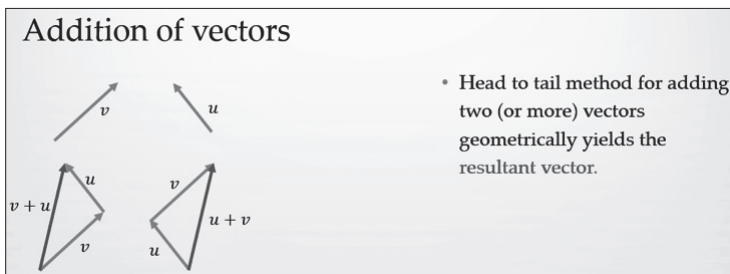 Addition of vectors
v
u
u
v + u
v
v
u + v
u
• Head to tail method for adding
two (or more) vectors
geometrically yields the
resultant vector.